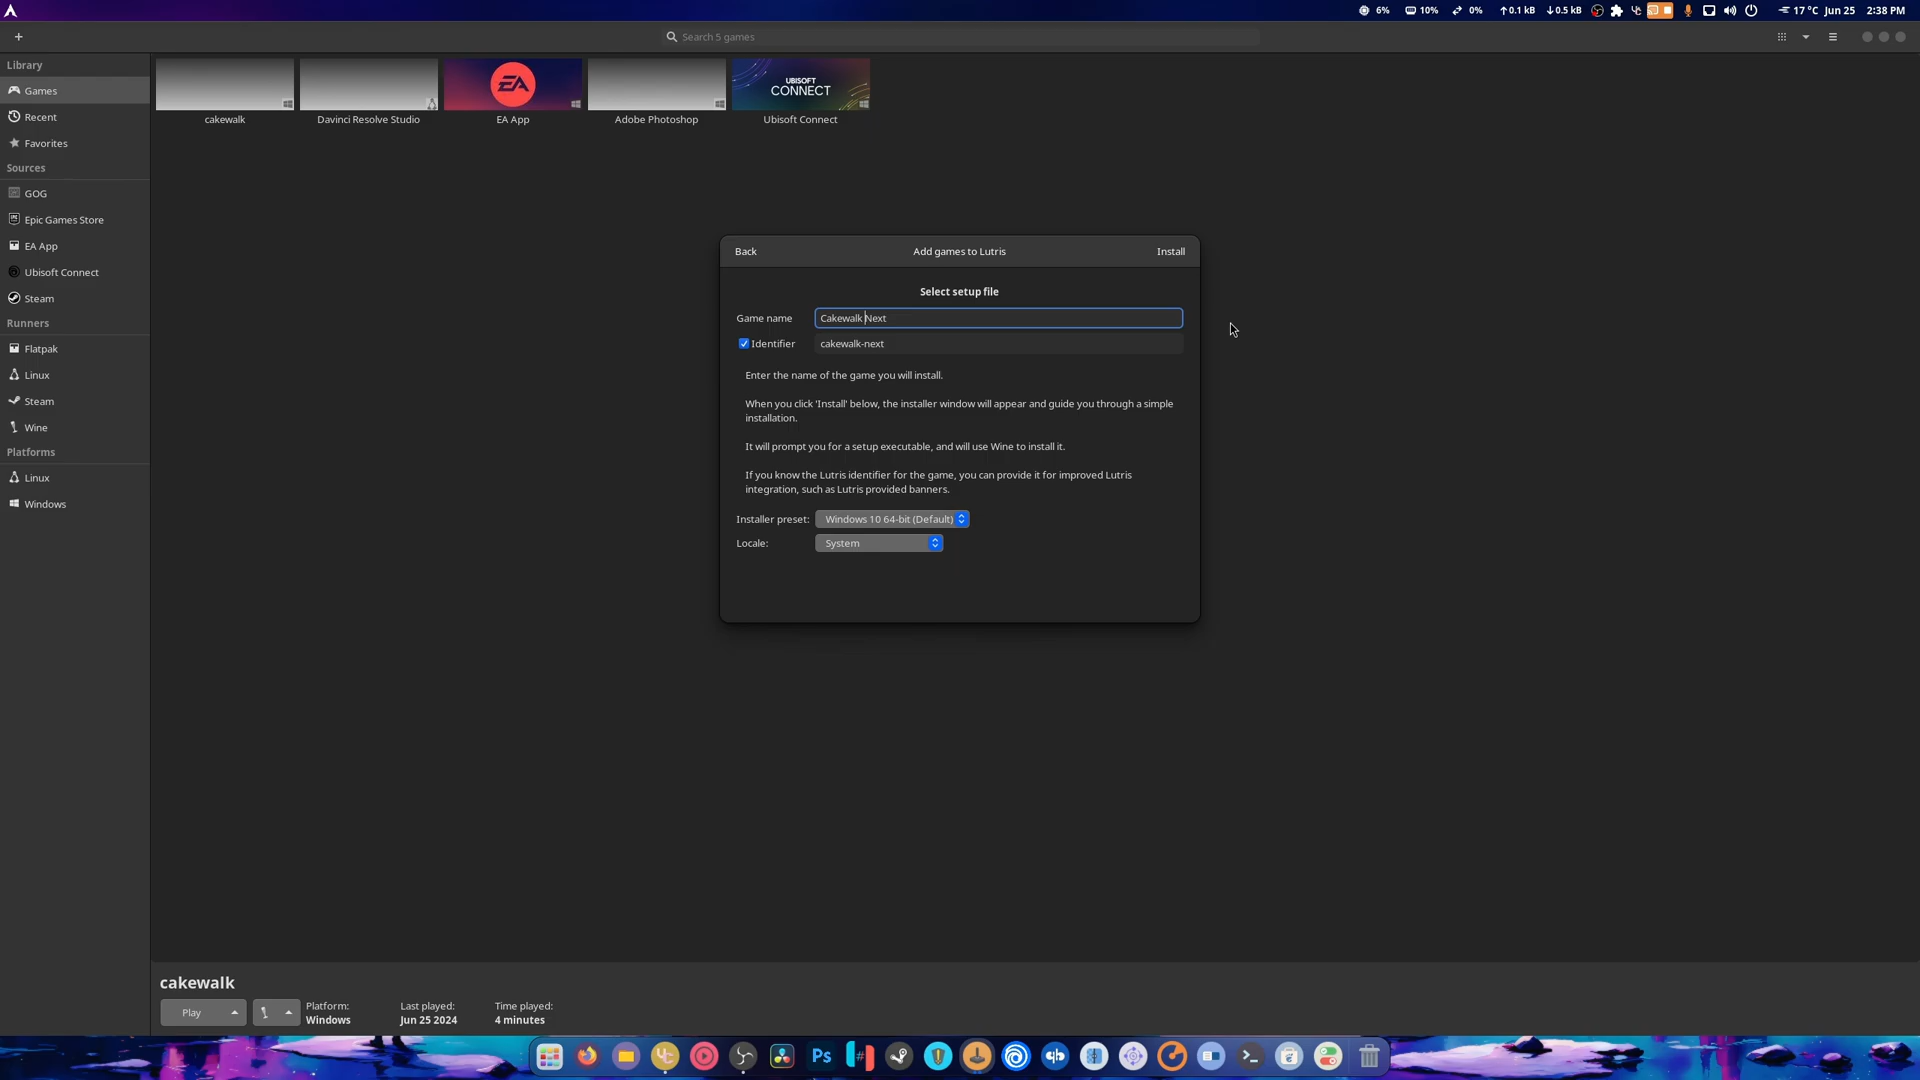 6%
10%
0%
↑0.1 kB
↓0.5 kB
17 °C
Jun 25
2:38 PM
Search 5 games
Library
Games
Recent
Favorites
Sources
GOG
Epic Games Store
EA App
Ubisoft Connect
Steam
Runners
Flatpak
Linux
Steam
Wine
Platforms
Linux
Windows
UBISOFT
CONNECT
cakewalk
Davinci Resolve Studio
EA App
Adobe Photoshop
Ubisoft Connect
Back
Add games to Lutris
Install
Select setup file
Game name
Cakewalk Next
Identifier
cakewalk-next
Enter the name of the game you will install.
When you click 'Install' below, the installer window will appear and guide you through a simple
installation.
It will prompt you for a setup executable, and will use Wine to install it.
If you know the Lutris identifier for the game, you can provide it for improved Lutris
integration, such as Lutris provided banners.
Installer preset:
Windows 10 64-bit (Default)
Locale:
System
cakewalk
Play
Platform:
Windows
Last played:
Jun 25 2024
Time played:
4 minutes
Ps